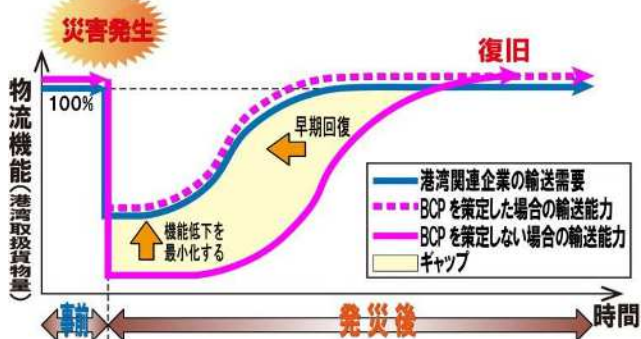 災害発生
復旧
物流機能(港湾取扱貨物量)
100%
早期回復
機能低下を
最小化する
港湾関連企業の輸送需要
BCPを策定した場合の輸送能力
BCPを策定しない場合の輸送能力
ギャップ
時間
事前
発災後